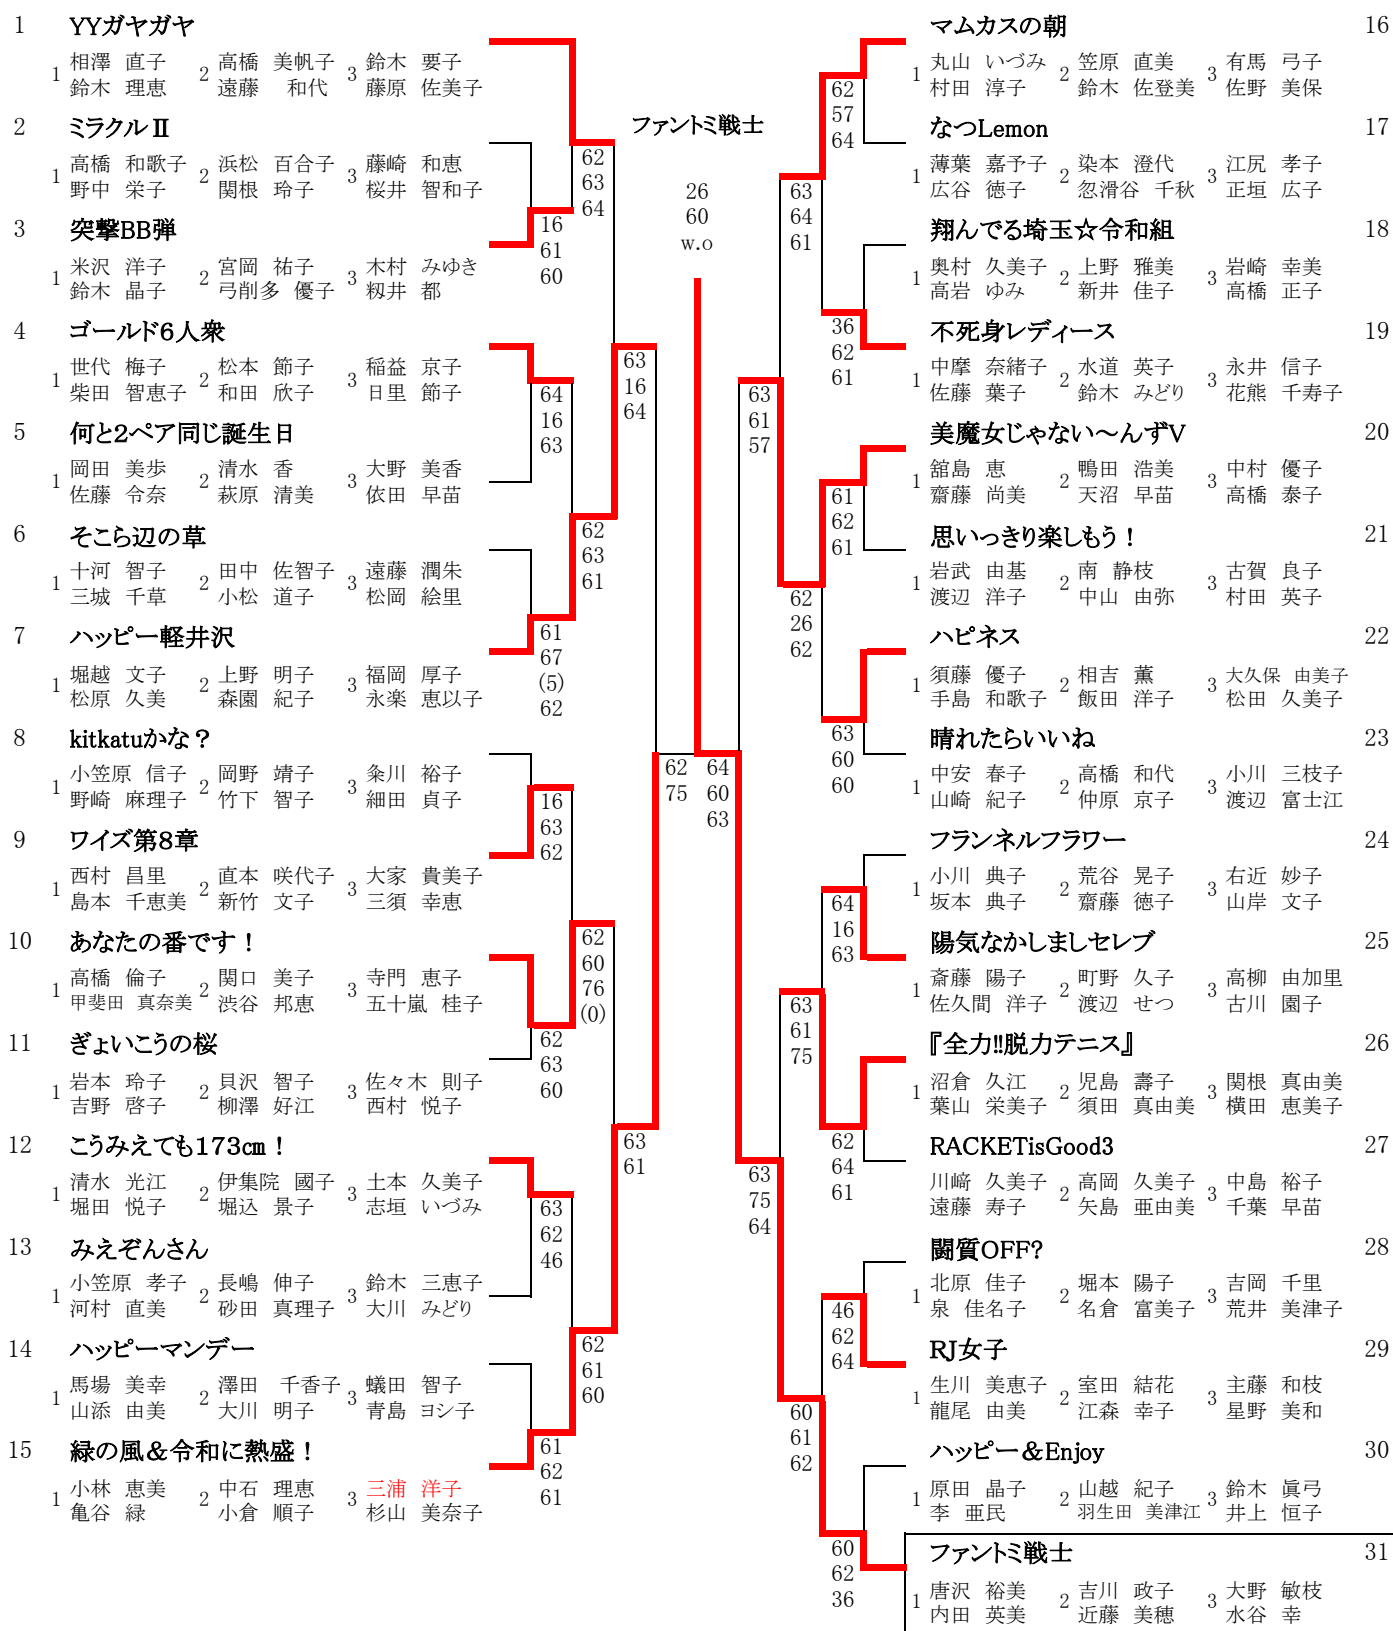 1 YYガヤガヤ
1 相澤 直子 2 高橋 美帆子 3 鈴木 要子
鈴木 理恵 遠藤 和代 藤原 佐美子
2 ミラクルⅡ
1 高橋 和歌子 2 浜松 百合子 3 藤崎 和恵
野中 栄子 関根 玲子 桜井 智和子
3 突撃BB弾
1 米沢 洋子 2 宮岡 祐子 3 木村 みゆき
鈴木 晶子 弓削多 優子 籾井 都
4 ゴールド6人衆
1 世代 梅子 2 松本 節子 3 稲益 京子
柴田 智恵子 和田 欣子 日里 節子
5 何と2ペア同じ誕生日
1 岡田 美歩 2 清水 香 3 大野 美香
佐藤 令奈 萩原 清美 依田 早苗
6 そこら辺の草
1 十河 智子 2 田中 佐智子 3 遠藤 潤朱
三城 千草 小松 道子 松岡 絵里
7 ハッピー軽井沢
1 堀越 文子 2 上野 明子 3 福岡 厚子
松原 久美 森園 紀子 永楽 恵以子
8 kitkatuかな？
1 小笠原 信子 2 岡野 靖子 3 粂川 裕子
野崎 麻理子 竹下 智子 細田 貞子
9 ワイズ第8章
1 西村 昌里 2 直本 咲代子 3 大家 貴美子
島本 千恵美 新竹 文子 三須 幸恵
10 あなたの番です！
1 高橋 倫子 2 関口 美子 3 寺門 恵子
甲斐田 真奈美 渋谷 邦恵 五十嵐 桂子
11 ぎょいこうの桜
1 岩本 玲子 2 貝沢 智子 3 佐々木 則子
吉野 啓子 柳澤 好江 西村 悦子
12 こうみえても173㎝！
1 清水 光江 2 伊集院 國子 3 土本 久美子
堀田 悦子 堀込 景子 志垣 いづみ
13 みえぞんさん
1 小笠原 孝子 2 長嶋 伸子 3 鈴木 三恵子
河村 直美 砂田 真理子 大川 みどり
14 ハッピーマンデー
1 馬場 美幸 2 澤田 千香子 3 蟻田 智子
山添 由美 大川 明子 青島 ヨシ子
15 緑の風＆令和に熱盛！
1 小林 恵美 2 中石 理恵 3 三浦 洋子
亀谷 緑 小倉 順子 杉山 美奈子
16
61
60
64
16
63
61
67
(5)
62
16
63
62
62
63
60
63
62
46
61
62
61
62
63
64
62
63
61
62
60
76
(0)
62
61
60
63
16
64
63
61
62
75
ファントミ戦士
26
60
w.o
64
60
63
63
61
57
63
75
64
63
64
61
62
26
62
63
61
75
60
61
62
62
57
64
36
62
61
61
62
61
63
60
60
64
16
63
62
64
61
46
62
64
60
62
36
マムカスの朝 16
1 丸山 いづみ 2 笠原 直美 3 有馬 弓子
村田 淳子 鈴木 佐登美 佐野 美保
なつLemon 17
1 薄葉 嘉予子 2 染本 澄代 3 江尻 孝子
広谷 徳子 忽滑谷 千秋 正垣 広子
翔んでる埼玉☆令和組 18
1 奥村 久美子 2 上野 雅美 3 岩崎 幸美
高岩 ゆみ 新井 佳子 高橋 正子
不死身レディース 19
1 中摩 奈緒子 2 水道 英子 3 永井 信子
佐藤 葉子 鈴木 みどり 花熊 千寿子
美魔女じゃない～んずV 20
1 舘島 恵 2 鴨田 浩美 3 中村 優子
齋藤 尚美 天沼 早苗 高橋 泰子
思いっきり楽しもう！ 21
1 岩武 由基 2 南 静枝 3 古賀 良子
渡辺 洋子 中山 由弥 村田 英子
ハピネス 22
1 須藤 優子 2 相吉 薫 3 大久保 由美子
手島 和歌子 飯田 洋子 松田 久美子
晴れたらいいね 23
1 中安 春子 2 高橋 和代 3 小川 三枝子
山崎 紀子 仲原 京子 渡辺 富士江
フランネルフラワー 24
1 小川 典子 2 荒谷 晃子 3 右近 妙子
坂本 典子 齋藤 徳子 山岸 文子
陽気なかしましセレブ 25
1 斎藤 陽子 2 町野 久子 3 高柳 由加里
佐久間 洋子 渡辺 せつ 古川 園子
『全力!!脱力テニス』 26
1 沼倉 久江 2 児島 壽子 3 関根 真由美
葉山 栄美子 須田 真由美 横田 恵美子
RACKETisGood3 27
1 川﨑 久美子 2 高岡 久美子 3 中島 裕子
遠藤 寿子 矢島 亜由美 千葉 早苗
闘質OFF? 28
1 北原 佳子 2 堀本 陽子 3 吉岡 千里
泉 佳名子 名倉 富美子 荒井 美津子
RJ女子 29
1 生川 美恵子 2 室田 結花 3 主藤 和枝
龍尾 由美 江森 幸子 星野 美和
ハッピー＆Enjoy 30
1 原田 晶子 2 山越 紀子 3 鈴木 眞弓
李 亜民 羽生田 美津江 井上 恒子
ファントミ戦士 31
1 唐沢 裕美 2 吉川 政子 3 大野 敏枝
内田 英美 近藤 美穂 水谷 幸